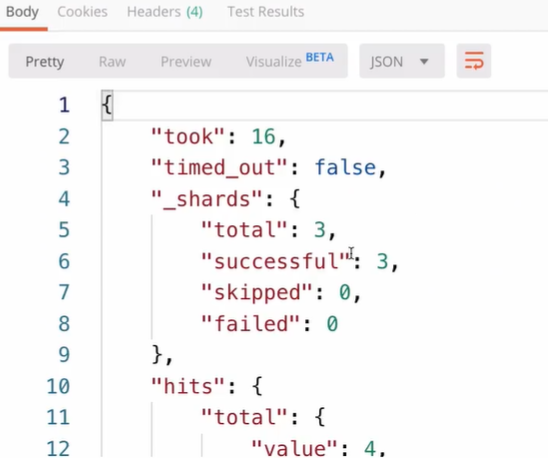 Body Cookies Headers (4) Test Results
Pretty Raw Preview Visualize BETA JSON
1 {
2 "took": 16,
3 "timed_out": false,
4 "_shards": {
5 "total": 3,
6 "successful": 3,
7 "skipped": 0,
8 "failed": 0
9 },
10 "hits": {
11 "total": {
12 "value": 4,